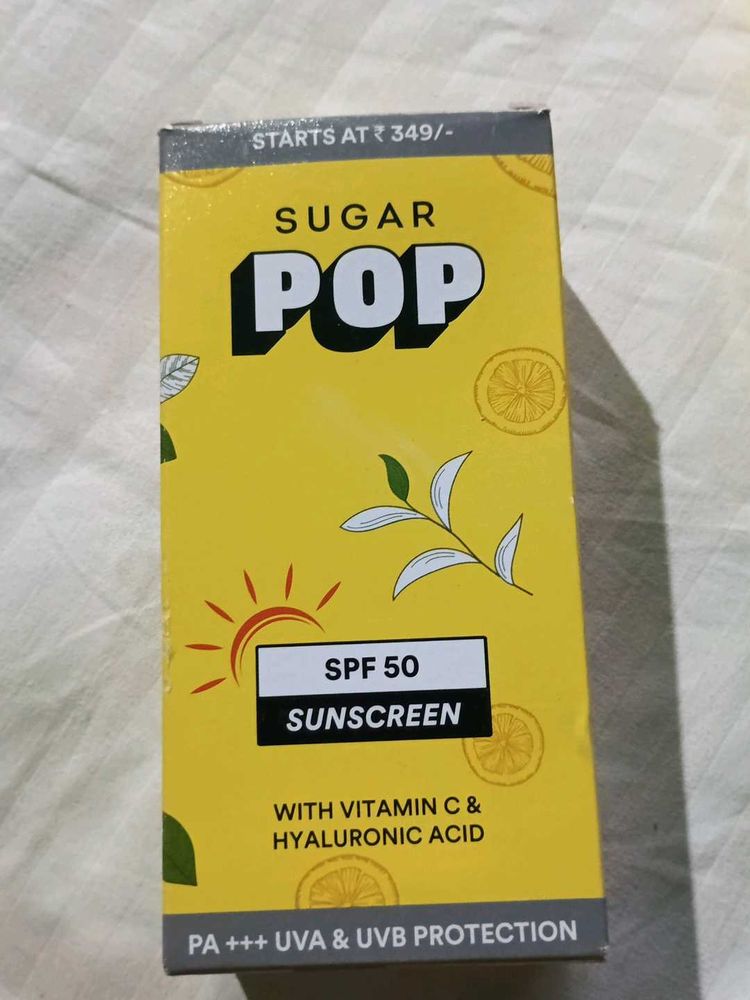 STARTS AT ₹ 349/-
SUGAR
POP
SPF 50
SUNSCREEN
WITH VITAMIN C &
HYALURONIC ACID
PA +++ UVA & UVB PROTECTION